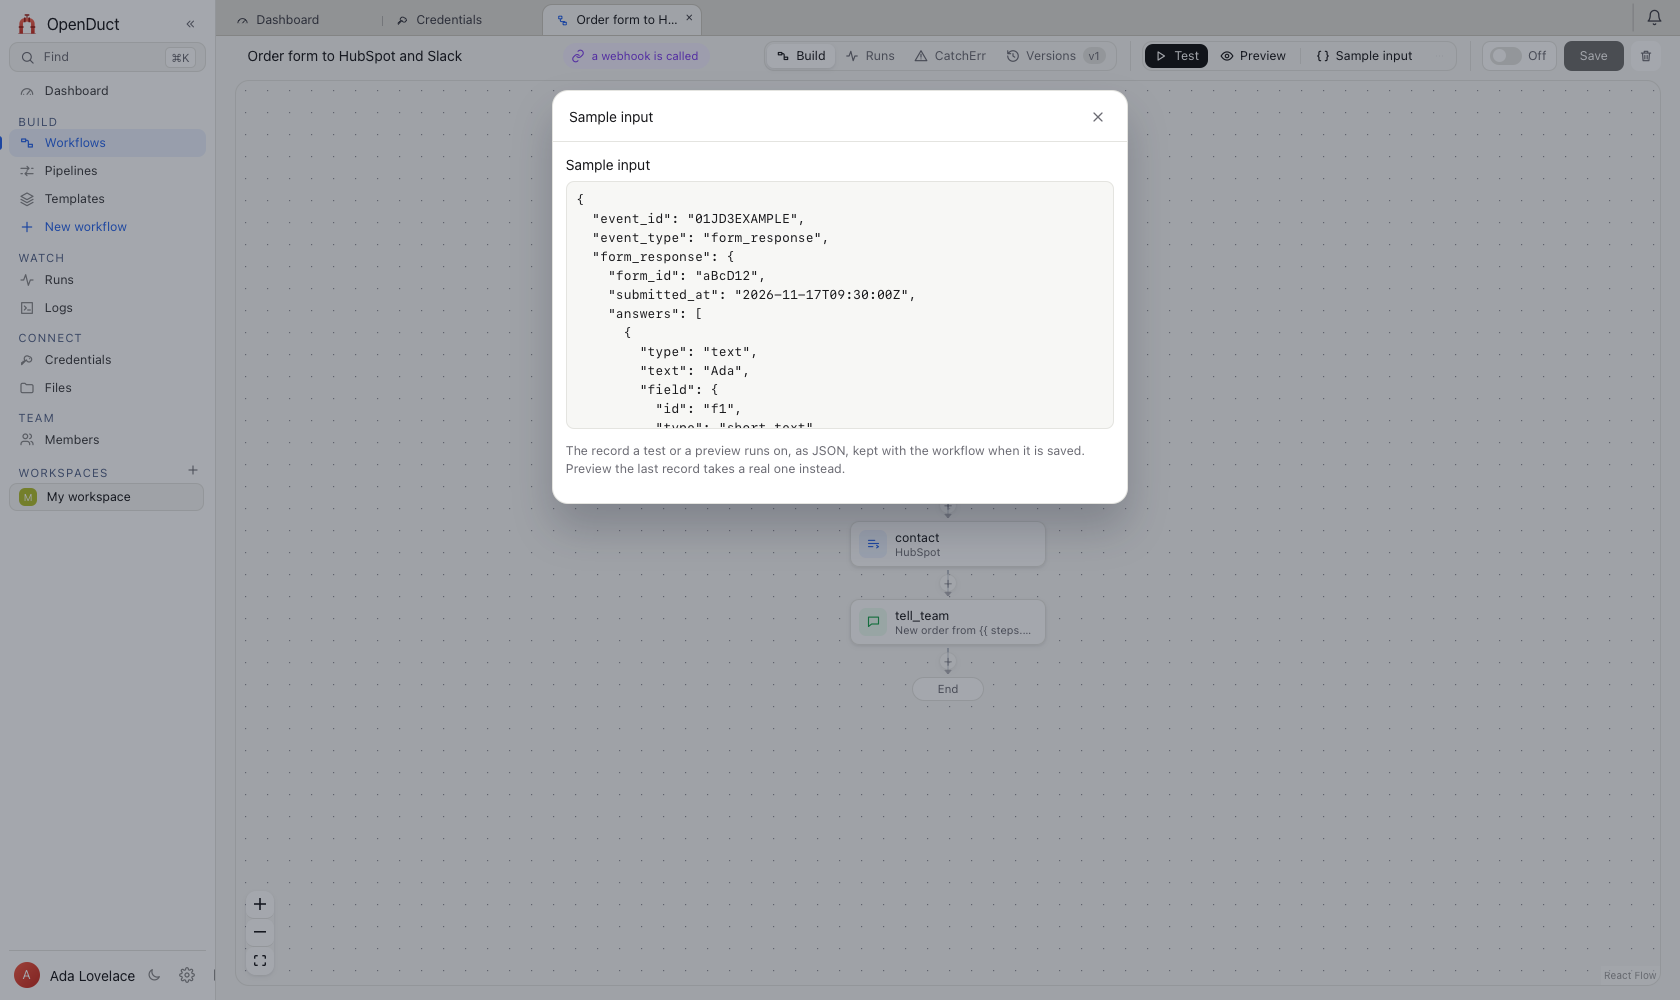 OpenDuct
Dashboard
Credentials
Order form to H...
Find
⌘K
Order form to HubSpot and Slack
a webhook is called
Build
Runs
CatchErr
Versions
v1
Test
Preview
Sample input
Off
Save
Dashboard
BUILD
Workflows
Pipelines
Templates
New workflow
WATCH
Runs
Logs
CONNECT
Credentials
Files
TEAM
Members
WORKSPACES
M
My workspace
Sample input
Sample input
{
"event_id": "01JD3EXAMPLE",
"event_type": "form_response",
"form_response": {
"form_id": "aBcD12",
"submitted_at": "2026-11-17T09:30:00Z",
"answers": [
{
"type": "text",
"text": "Ada",
"field": {
"id": "f1",
"type": "short_text"
The record a test or a preview runs on, as JSON, kept with the workflow when it is saved.
Preview the last record takes a real one instead.
contact
HubSpot
tell_team
New order from {{ steps....
End
A
Ada Lovelace
React Flow